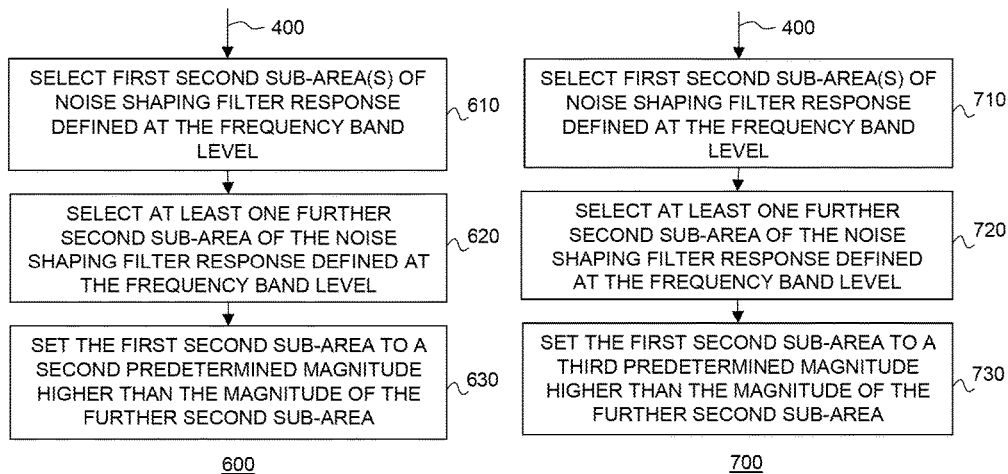 400
SELECT FIRST SECOND SUB-AREA(S) OF
NOISE SHAPING FILTER RESPONSE
DEFINED AT THE FREQUENCY BAND
LEVEL
610
SELECT AT LEAST ONE FURTHER
SECOND SUB-AREA OF THE NOISE
SHAPING FILTER RESPONSE DEFINED AT
THE FREQUENCY BAND LEVEL
620
SET THE FIRST SECOND SUB-AREA TO A
SECOND PREDETERMINED MAGNITUDE
HIGHER THAN THE MAGNITUDE OF THE
FURTHER SECOND SUB-AREA
630
600
400
SELECT FIRST SECOND SUB-AREA(S) OF
NOISE SHAPING FILTER RESPONSE
DEFINED AT THE FREQUENCY BAND
LEVEL
710
SELECT AT LEAST ONE FURTHER
SECOND SUB-AREA OF THE NOISE
SHAPING FILTER RESPONSE DEFINED
AT THE FREQUENCY BAND LEVEL
720
SET THE FIRST SECOND SUB-AREA TO A
THIRD PREDETERMINED MAGNITUDE
HIGHER THAN THE MAGNITUDE OF THE
FURTHER SECOND SUB-AREA
730
700